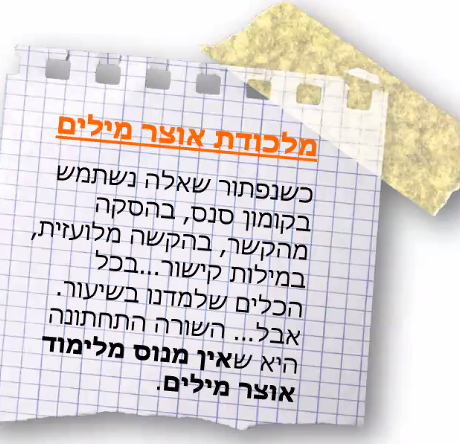 מלכודת אוצר מילים
כשנפתור שאלה נשתמש
בקומון סנס, בהסקה
מהקשר, בהקשה מלועזית,
במילות קישור...בכל
הכלים שלמדנו בשיעור.
אבל... השורה התחתונה
היא שאין מנוס מלימוד
אוצר מילים.